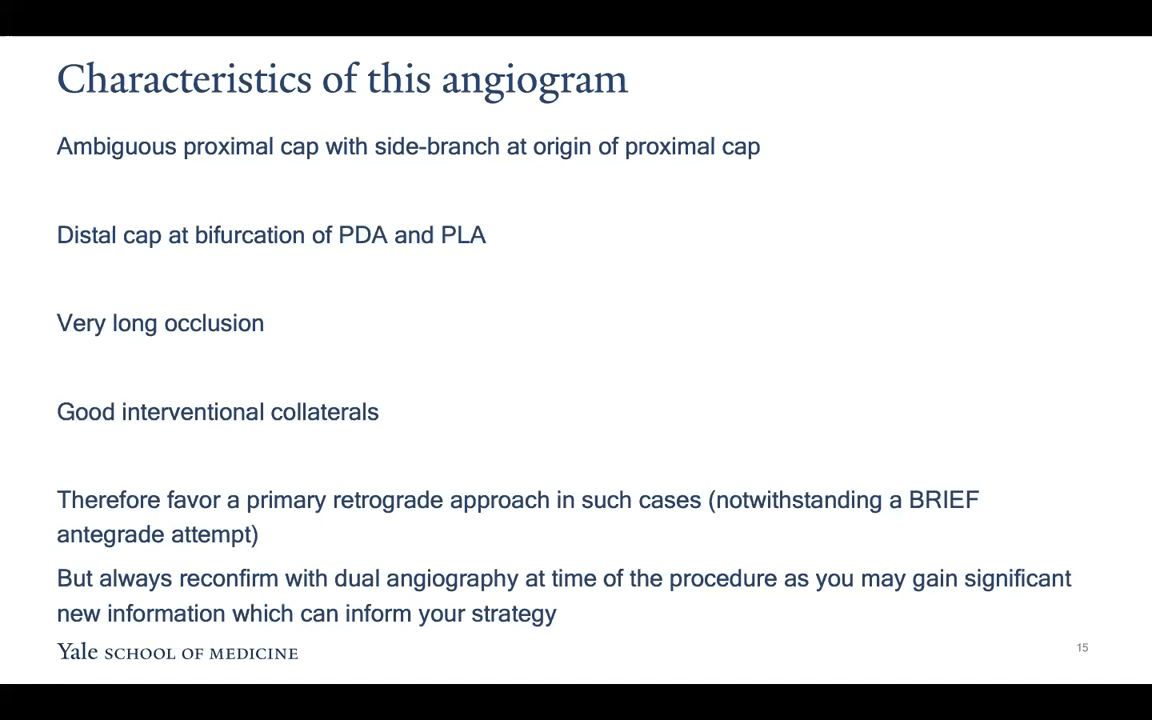 Characteristics of this angiogram
Ambiguous proximal cap with side-branch at origin of proximal cap
Distal cap at bifurcation of PDA and PLA
Very long occlusion
Good interventional collaterals
Therefore favor a primary retrograde approach in such cases (notwithstanding a BRIEF
antegrade attempt)
But always reconfirm with dual angiography at time of the procedure as you may gain significant
new information which can inform your strategy
Yale SCHOOL OF MEDICINE
15